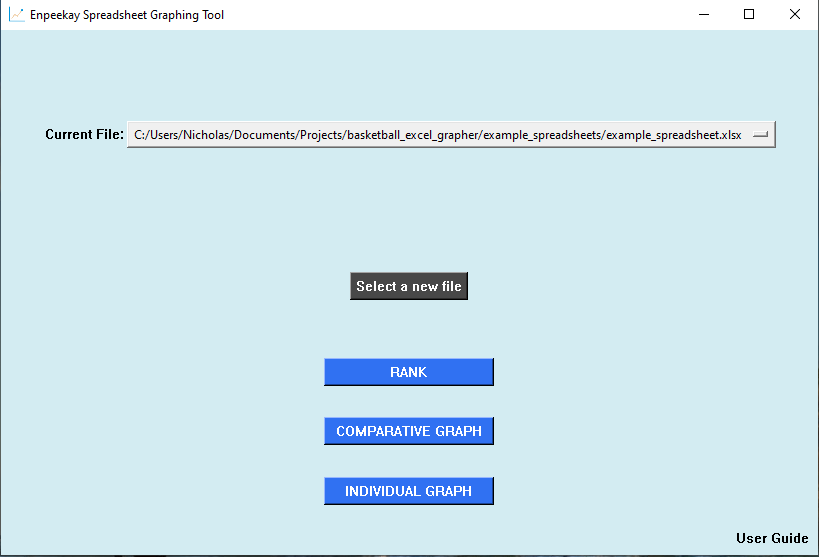 Enpeekay Spreadsheet Graphing Tool
Current File: C:/Users/Nicholas/Documents/Projects/basketball_excel_grapher/example_spreadsheets/example_spreadsheet.xlsx
Select a new file
RANK
COMPARATIVE GRAPH
INDIVIDUAL GRAPH
User Guide